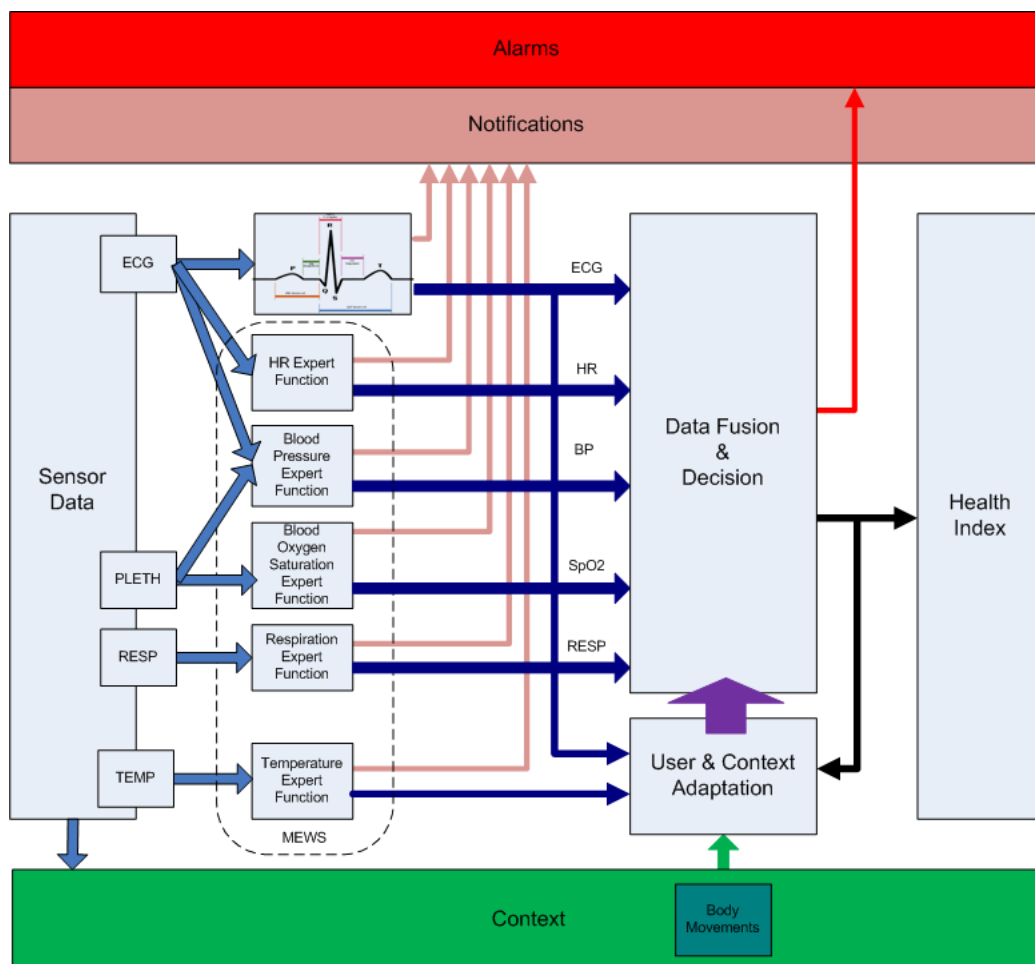 Alarms
Notifications
Sensor
Data
ECG
PLETH
RESP
TEMP
R
P
Q
S
T
HR Expert
Function
Blood
Pressure
Expert
Function
Blood
Oxygen
Saturation
Expert
Function
Respiration
Expert
Function
Temperature
Expert
Function
MEWS
ECG
HR
BP
SpO2
RESP
Data Fusion
&
Decision
User & Context
Adaptation
Health
Index
Context
Body
Movements